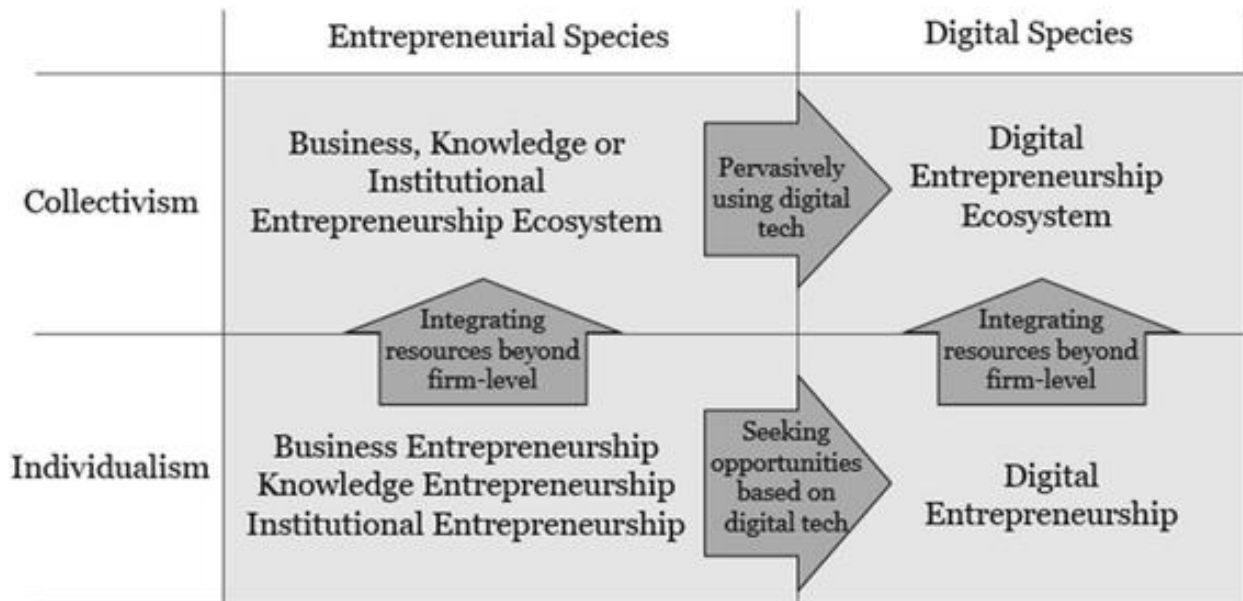 Entrepreneurial Species
Digital Species
Collectivism
Business, Knowledge or
Institutional
Entrepreneurship Ecosystem
Pervasively
using digital
tech
Digital
Entrepreneurship
Ecosystem
Integrating
resources beyond
firm-level
Integrating
resources beyond
firm-level
Individualism
Business Entrepreneurship
Knowledge Entrepreneurship
Institutional Entrepreneurship
Seeking
opportunities
based on
digital tech
Digital
Entrepreneurship